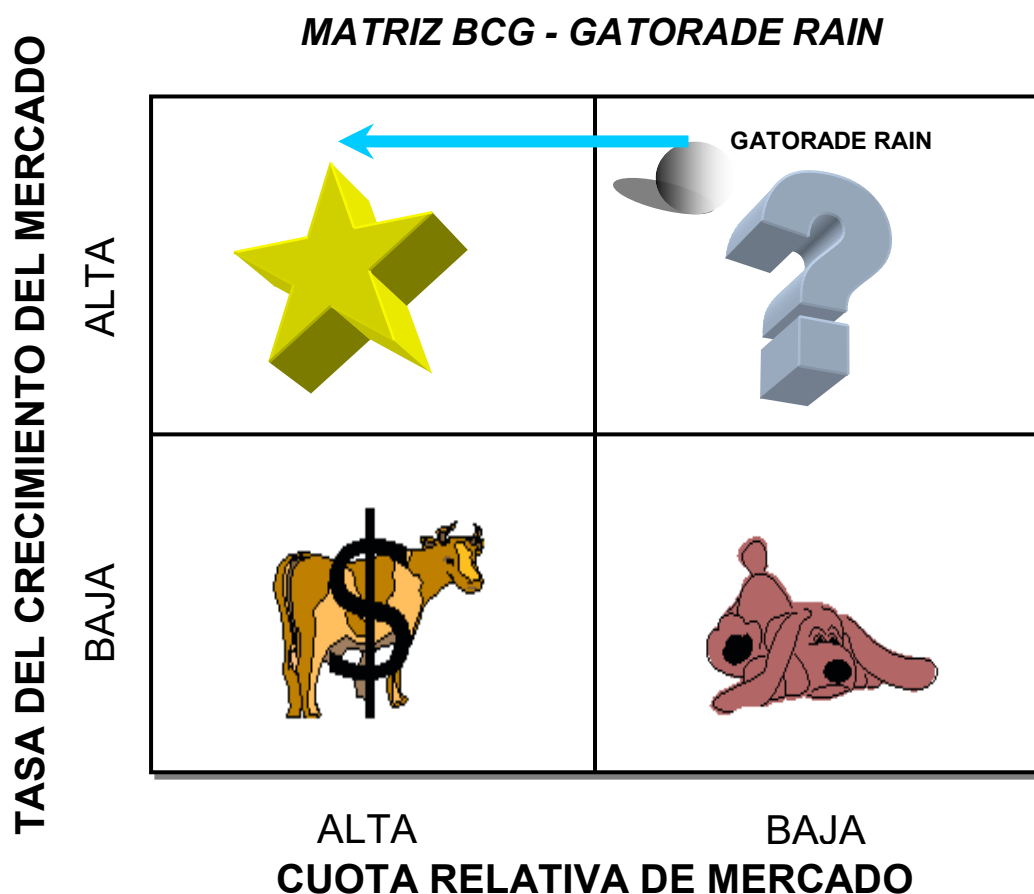 MATRIZ BCG - GATORADE RAIN
TASA DEL CRECIMIENTO DEL MERCADO
ALTA
GATORADE RAIN
?
BAJA
$
ALTA
BAJA
CUOTA RELATIVA DE MERCADO